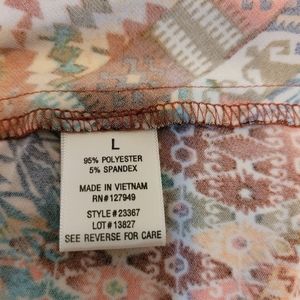 L
95% POLYESTER
5% SPANDEX
MADE IN VIETNAM
RN#127949
STYLE#23367
LOT#13827
SEE REVERSE FOR CARE